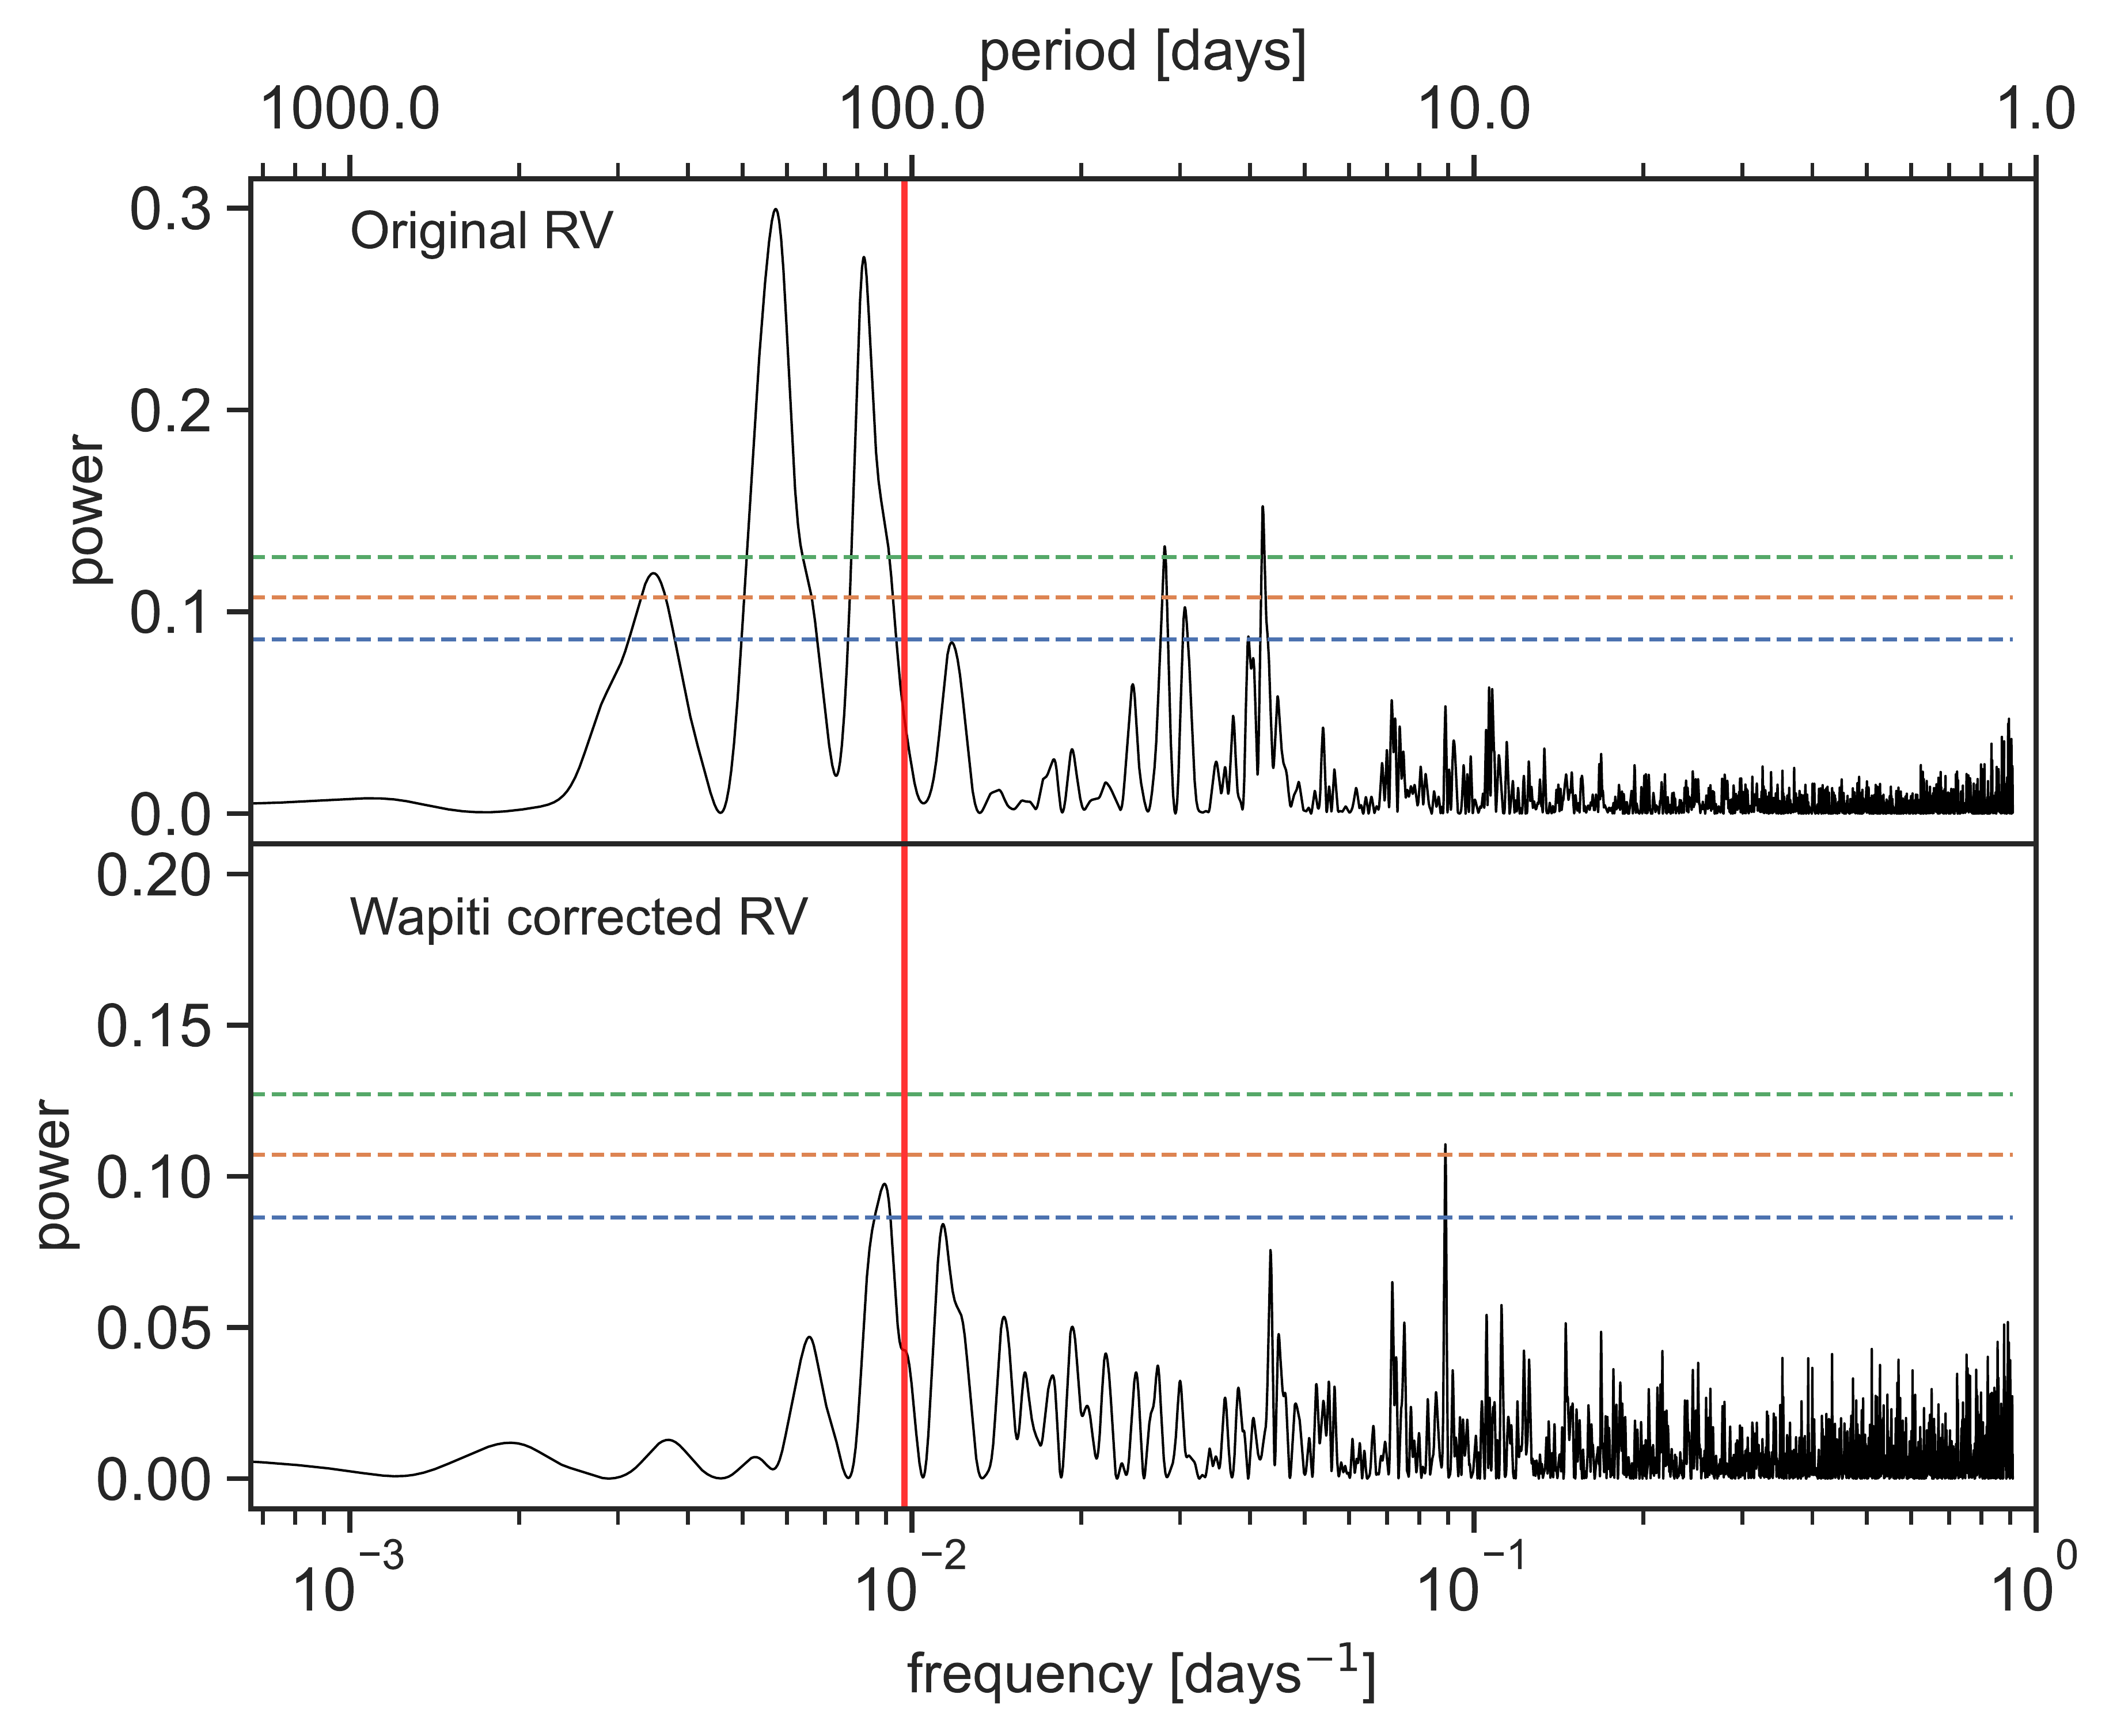 period [days]
1000.0 100.0 10.0 1.0
Original RV
0.3
0.2
0.1
0.0
power
Wapiti corrected RV
0.20
0.15
0.10
0.05
0.00
power
10⁻³ 10⁻² 10⁻¹ 10⁰
frequency [days⁻¹]